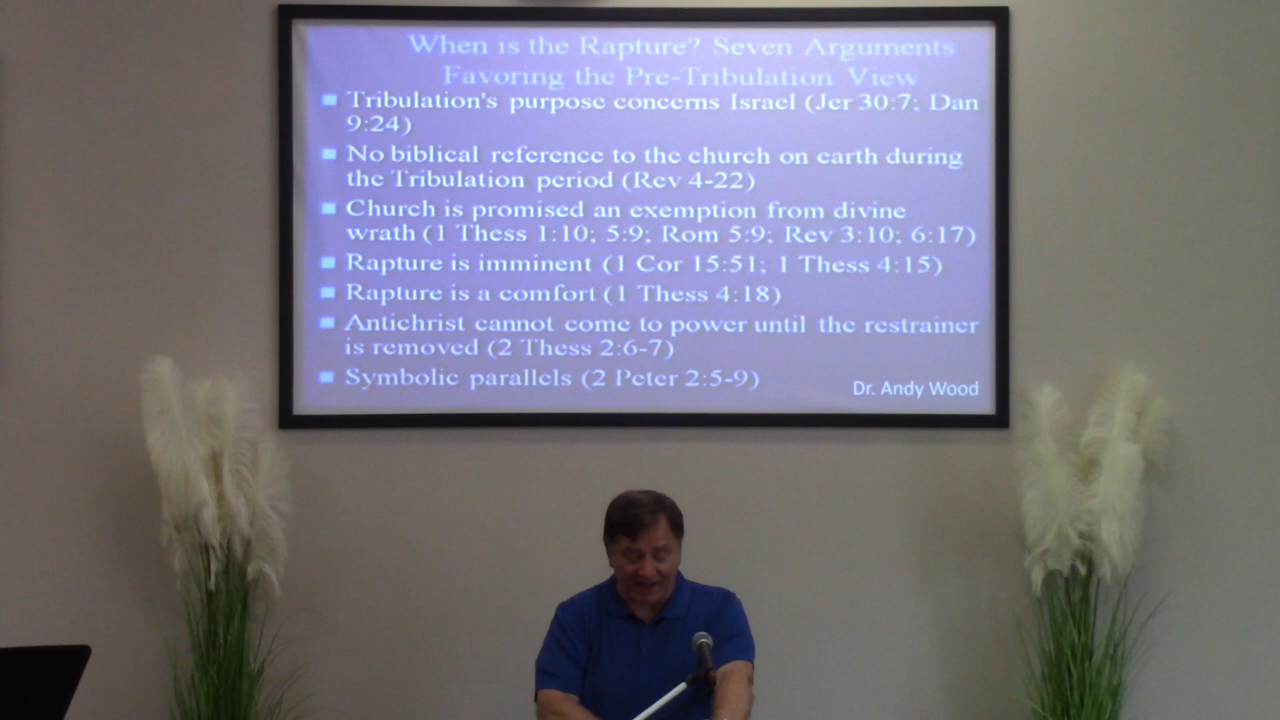 When is the Rapture? Seven Arguments
Favoring the Pre-Tribulation View
Tribulation's purpose concerns Israel (Jer 30:7; Dan
9:24)
No biblical reference to the church on earth during
the Tribulation period (Rev 4-22)
Church is promised an exemption from divine
wrath (1 Thess 1:10; 5:9; Rom 5:9; Rev 3:10; 6:17)
Rapture is imminent (1 Cor 15:51; 1 Thess 4:15)
Rapture is a comfort (1 Thess 4:18)
Antichrist cannot come to power until the restrainer
is removed (2 Thess 2:6-7)
Symbolic parallels (2 Peter 2:5-9)
Dr. Andy Wood